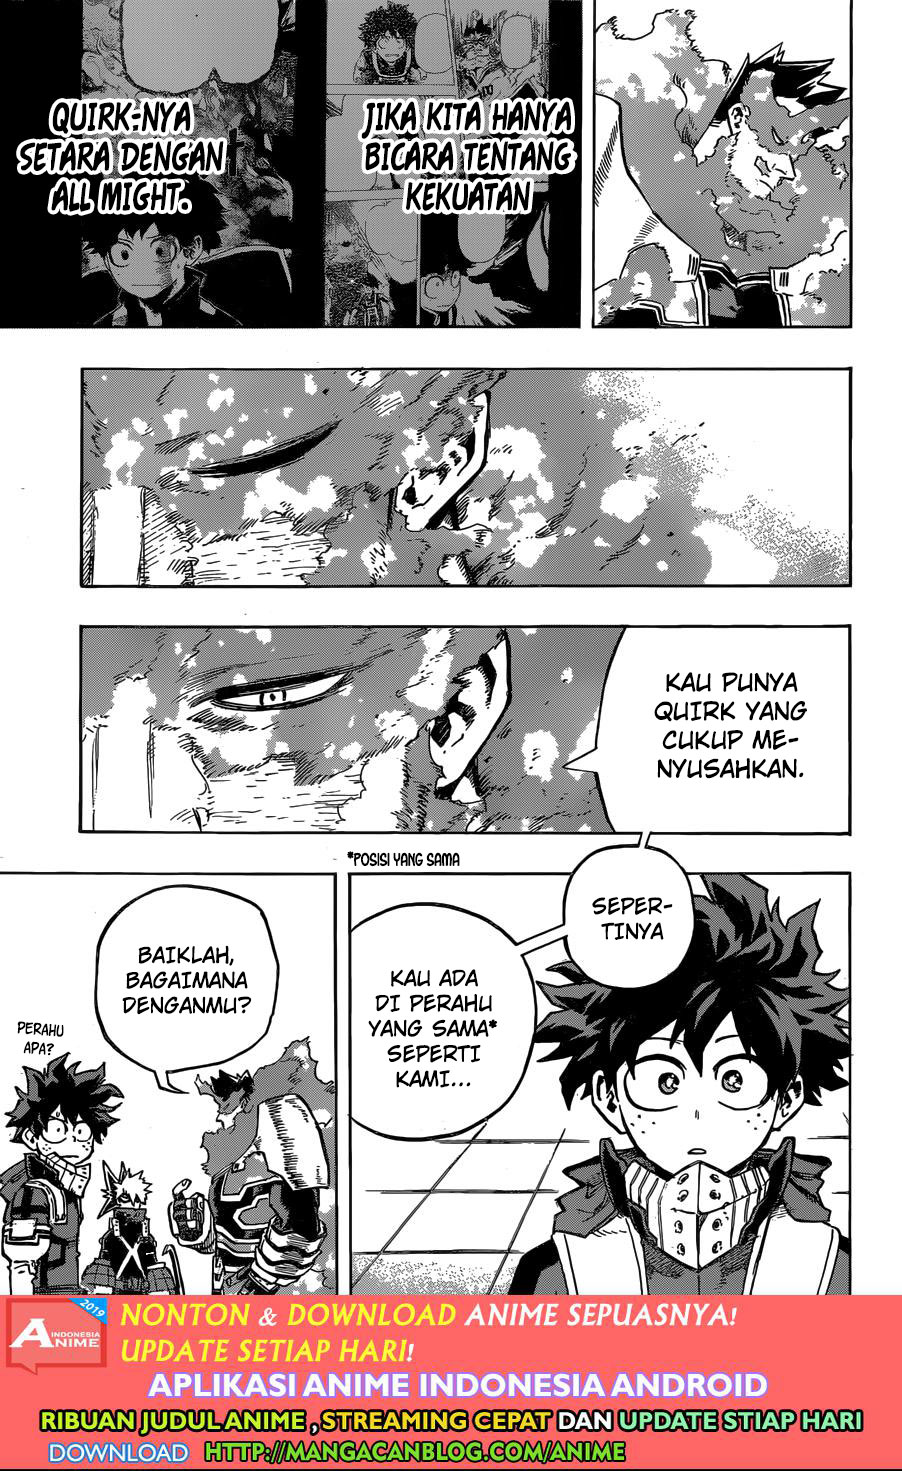 JIKA KITA HANYA
BICARA TENTANG
KEKUATAN
QUIRK-NYA
SETARA DENGAN
ALL MIGHT.
KAU PUNYA
QUIRK YANG
CUKUP ME-
NYUSAHKAN.
*POSISI YANG SAMA
SEPER-
TINYA
KAU ADA
DI PERAHU
YANG SAMA*
SEPERTI
KAMI...
BAIKLAH,
BAGAIMANA
DENGANMU?
PERAHU
APA?
2019
INDONESIA
ANIME
NONTON & DOWNLOAD ANIME SEPUASNYA!
UPDATE SETIAP HARI!
APLIKASI ANIME INDONESIA ANDROID
RIBUAN JUDUL ANIME , STREAMING CEPAT DAN UPDATE STIAP HARI
DOWNLOAD HTTP://MANGACANBLOG.COM/ANIME